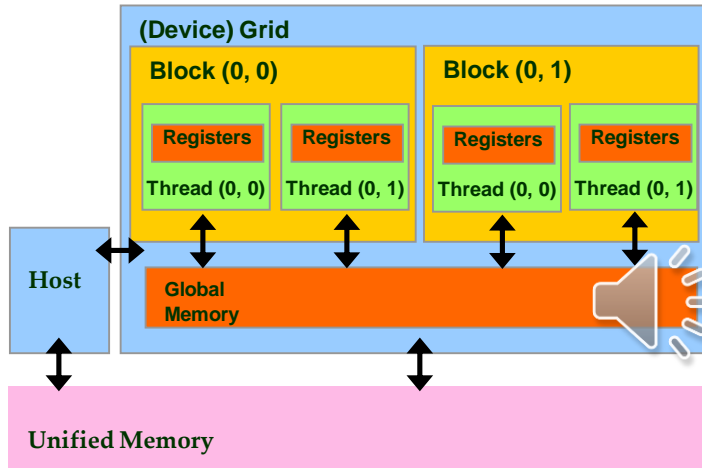 (Device) Grid
Block (0, 0)
Block (0, 1)
Registers
Registers
Registers
Registers
Thread (0, 0)
Thread (0, 1)
Thread (0, 0)
Thread (0, 1)
Host
Global
Memory
Unified Memory